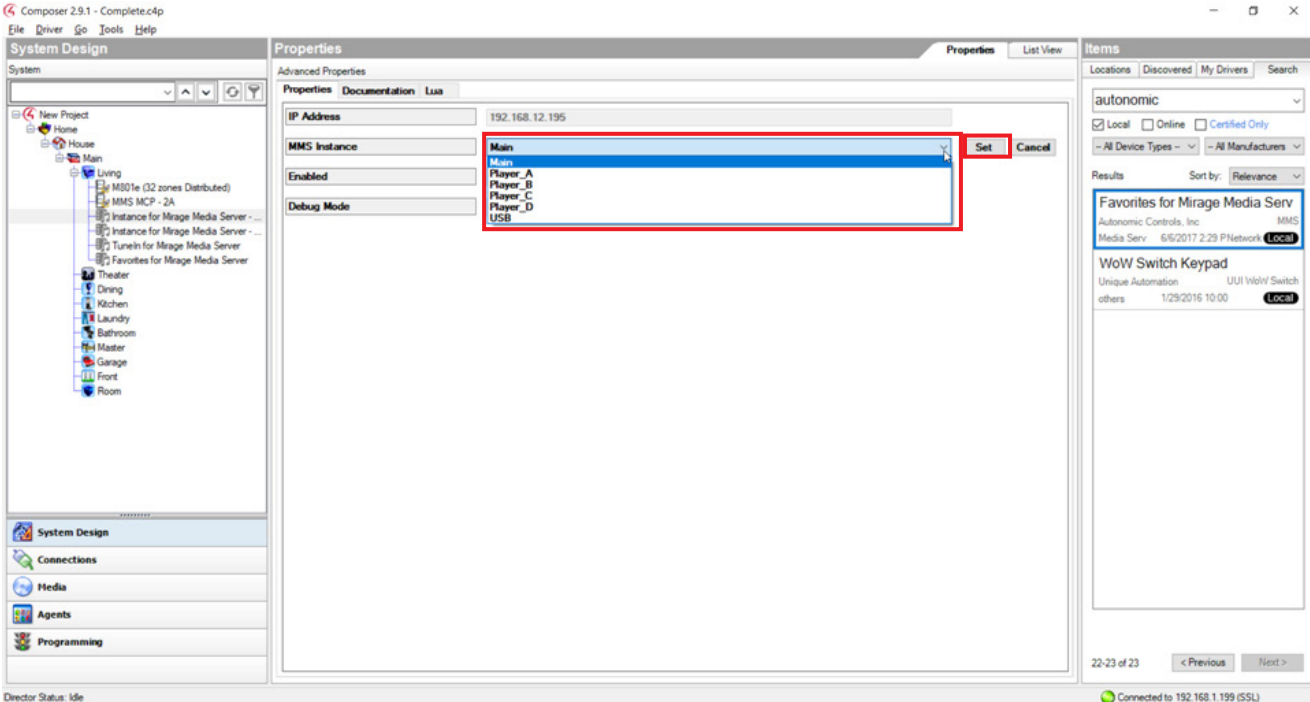 Composer 2.9.1 - Complete.c4p
File Driver Go Tools Help
System Design
System
New Project
Home
House
Main
Living
M801e (32 zones Distributed)
MMS MCP - 2A
Instance for Mirage Media Server - ...
Instance for Mirage Media Server - ...
TuneIn for Mirage Media Server
Favorites for Mirage Media Server
Theater
Dining
Kitchen
Laundry
Bathroom
Master
Garage
Front
Room
System Design
Connections
Media
Agents
Programming
Properties
Properties List View
Advanced Properties
Properties Documentation Lua
IP Address 192.168.12.195
MMS Instance Main Set Cancel
Main
Player_A
Player_B
Player_C
Player_D
USB
Enabled
Debug Mode
Items
Locations Discovered My Drivers Search
autonomic
Local Online Certified Only
-- All Device Types -- -- All Manufacturers
Results Sort by: Relevance
Favorites for Mirage Media Serv
Autonomic Controls, Inc MMS
Media Serv 6/6/2017 2:29 PNetwork Local
WoW Switch Keypad
Unique Automation UUI WoW Switch
others 1/29/2016 10:00 Local
22-23 of 23 < Previous Next >
Director Status: Idle
Connected to 192.168.1.199 (SSL)